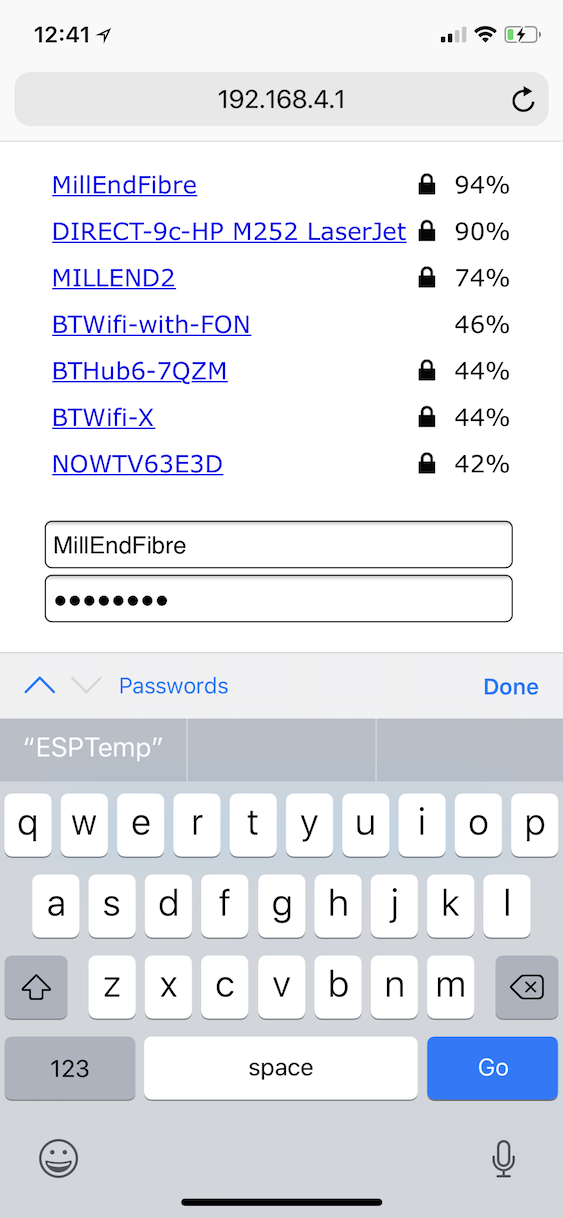 12:41
192.168.4.1
MillEndFibre 94%
DIRECT-9c-HP M252 LaserJet 90%
MILLEND2 74%
BTWifi-with-FON 46%
BTHub6-7QZM 44%
BTWifi-X 44%
NOWTV63E3D 42%
MillEndFibre
●●●●●●●●
Passwords Done
“ESPTemp”
q w e r t y u i o p
a s d f g h j k l
z x c v b n m
123 space Go